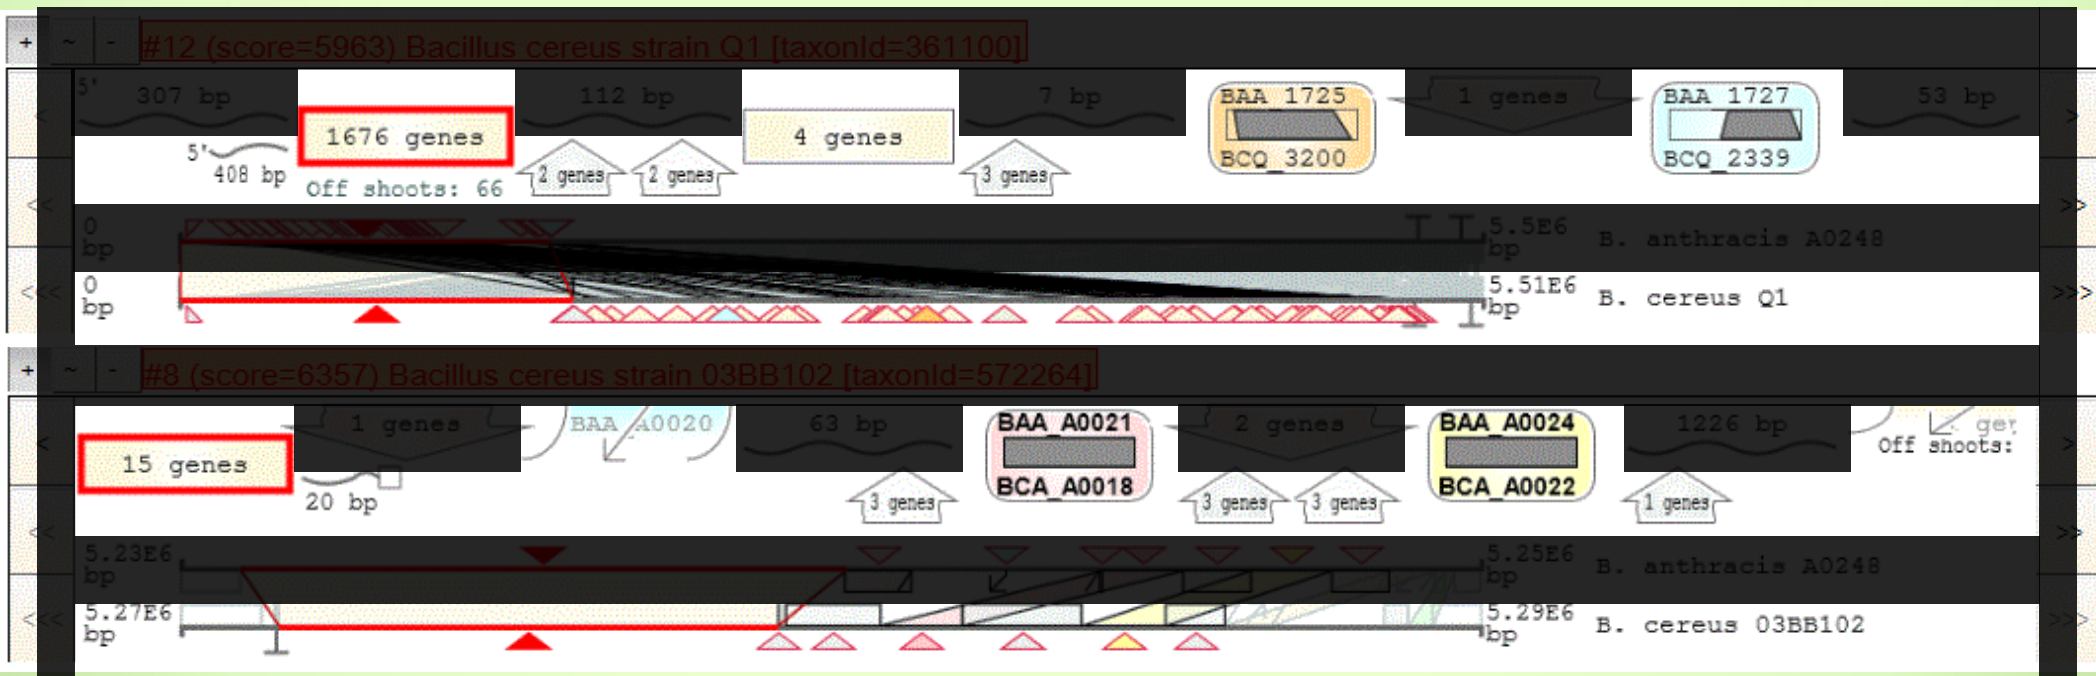 + ~ - #12 (score=5963) Bacillus cereus strain Q1 [taxonId=361100]
< 5' 307 bp 112 bp 7 bp BAA_1725 1 genes BAA_1727 53 bp >
1676 genes 4 genes
5' 408 bp Off shoots: 66 2 genes 2 genes 3 genes BCQ_3200 BCQ_2339
<< >>
0 bp 5.5E6 bp B. anthracis A0248
<<< 0 bp 5.51E6 bp B. cereus Q1 >>>
+ ~ - #8 (score=6357) Bacillus cereus strain 03BB102 [taxonId=572264]
< 1 genes BAA_A0020 63 bp BAA_A0021 2 genes BAA_A0024 1226 bp >
15 genes Off shoots:
20 bp 3 genes BCA_A0018 3 genes 3 genes BCA_A0022 1 genes
<< >>
5.23E6 bp 5.25E6 bp B. anthracis A0248
<<< 5.27E6 bp 5.29E6 bp B. cereus 03BB102 >>>